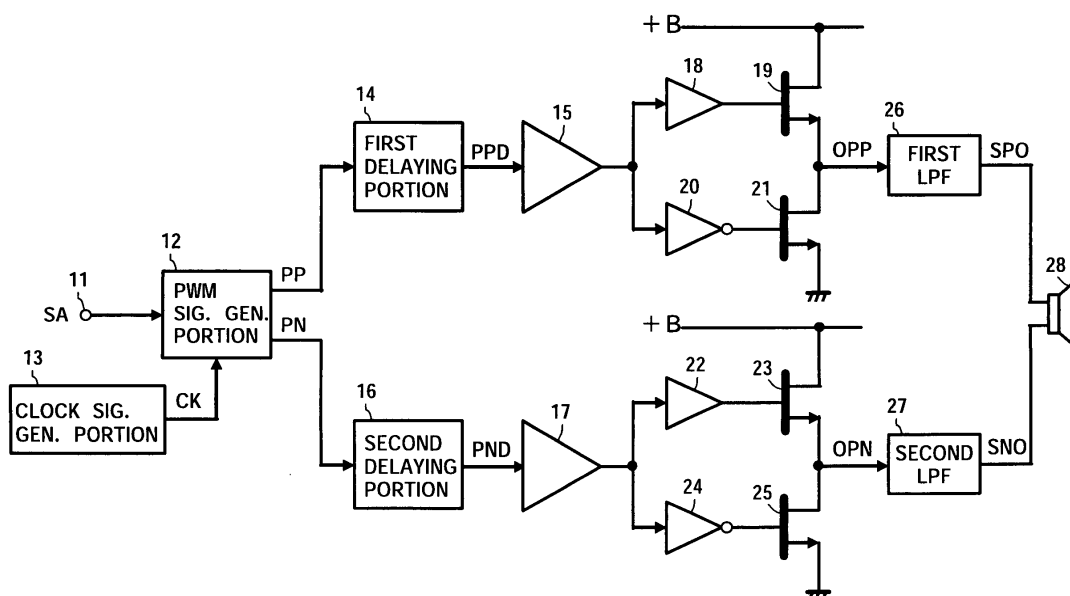 +B
18
19
14
FIRST
DELAYING
PORTION
PPD
15
20
21
OPP
26
FIRST
LPF
SPO
28
11
SA
12
PWM
SIG. GEN.
PORTION
PP
PN
13
CLOCK SIG.
GEN. PORTION
CK
+B
22
23
16
SECOND
DELAYING
PORTION
PND
17
24
25
OPN
27
SECOND
LPF
SNO